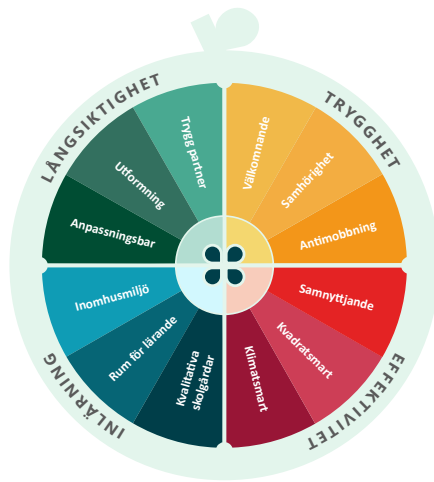 LÅNGSIKTIGHET
TRYGGHET
Trygg partner
Utformning
Anpassningsbar
Välkomnande
Samhörighet
Antimobbning
Inomhusmiljö
Rum för lärande
Kvalitativa
skolgårdar
Samnyttjande
Kvadratsmart
Klimatsmart
INLÄRNING
EFFEKTIVITET